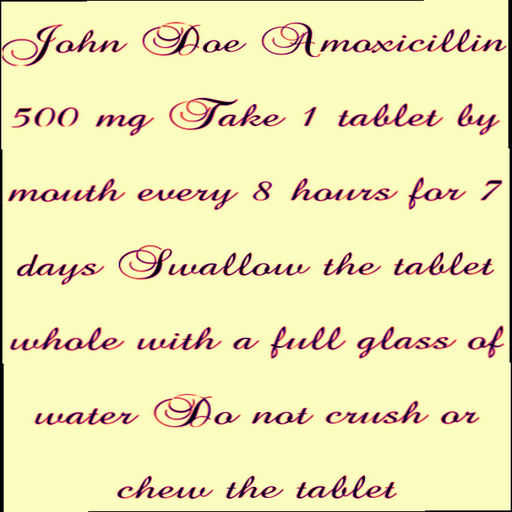 John Doe Amoxicillin
500 mg Take 1 tablet by
mouth every 8 hours for 7
days Swallow the tablet
whole with a full glass of
water Do not crush or
chew the tablet